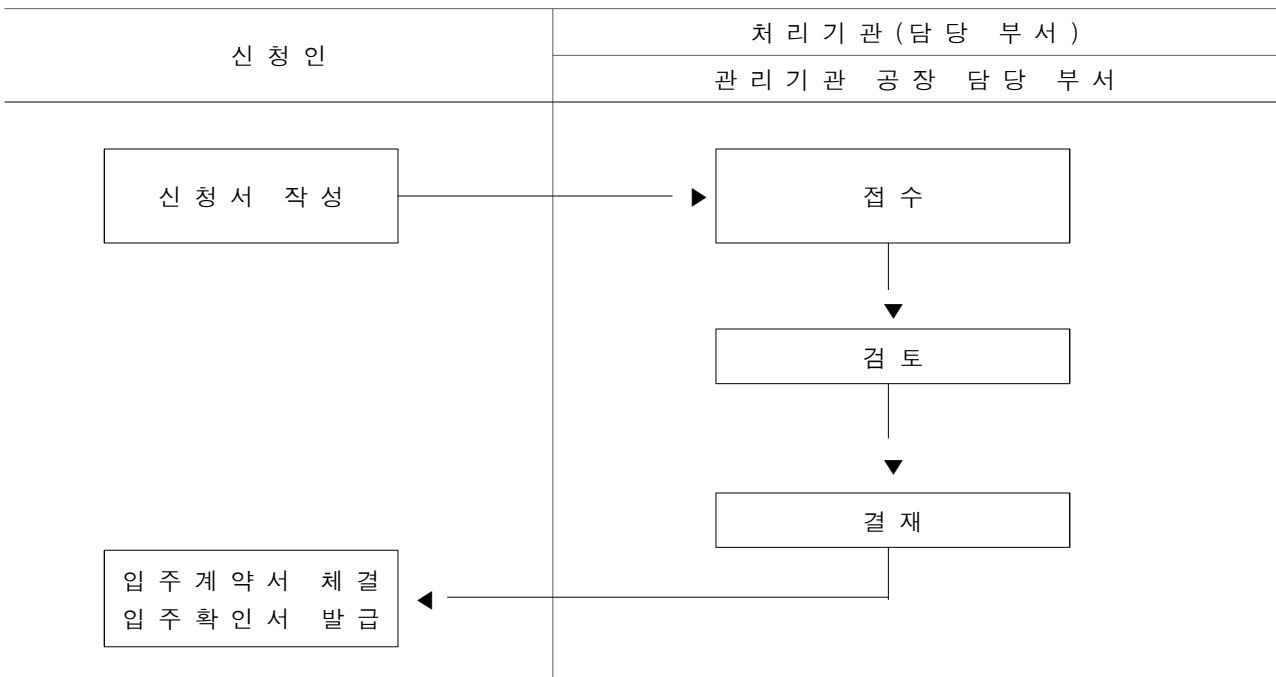 신청인
처리기관(담당 부서)
관리기관 공장 담당 부서
신청서 작성
접수
검토
결재
입주계약서 체결
입주확인서 발급